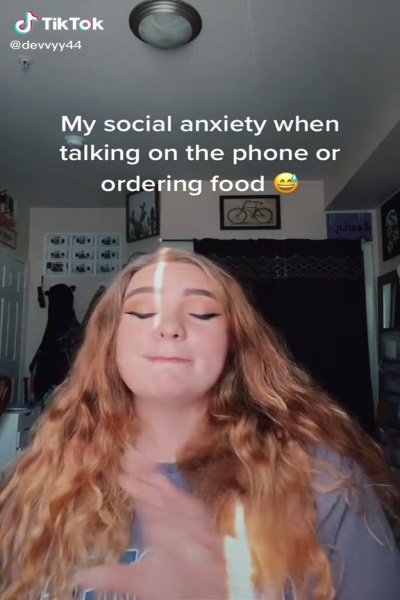 TikTok
@devvyy44
My social anxiety when
talking on the phone or
ordering food 😅